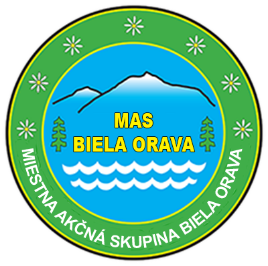 MAS
BIELA ORAVA
MIESTNA AKČNÁ SKUPINA BIELA ORAVA